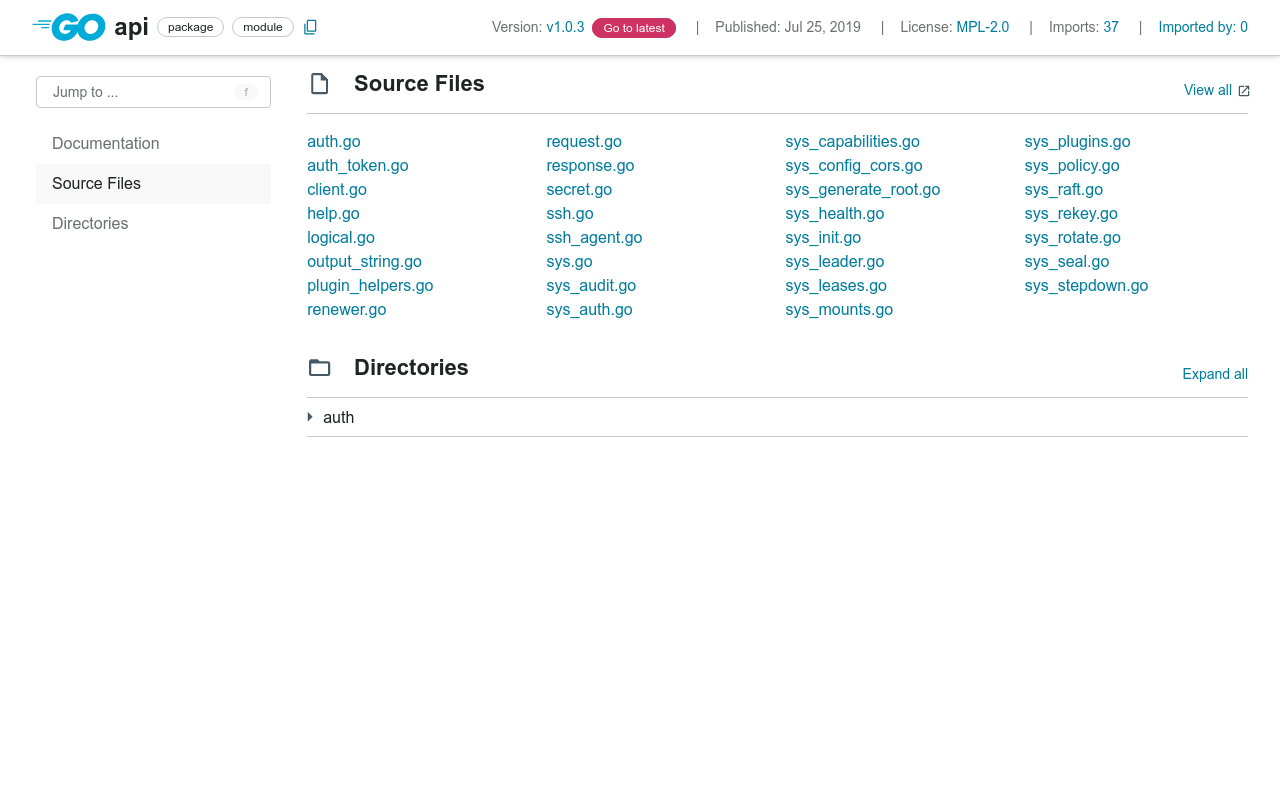 GO api package module Version: v1.0.3 Go to latest | Published: Jul 25, 2019 | License: MPL-2.0 | Imports: 37 | Imported by: 0
Jump to ... f
Documentation
Source Files
Directories
Source Files
View all
auth.go
auth_token.go
client.go
help.go
logical.go
output_string.go
plugin_helpers.go
renewer.go
request.go
response.go
secret.go
ssh.go
ssh_agent.go
sys.go
sys_audit.go
sys_auth.go
sys_capabilities.go
sys_config_cors.go
sys_generate_root.go
sys_health.go
sys_init.go
sys_leader.go
sys_leases.go
sys_mounts.go
sys_plugins.go
sys_policy.go
sys_raft.go
sys_rekey.go
sys_rotate.go
sys_seal.go
sys_stepdown.go
Directories
Expand all
auth